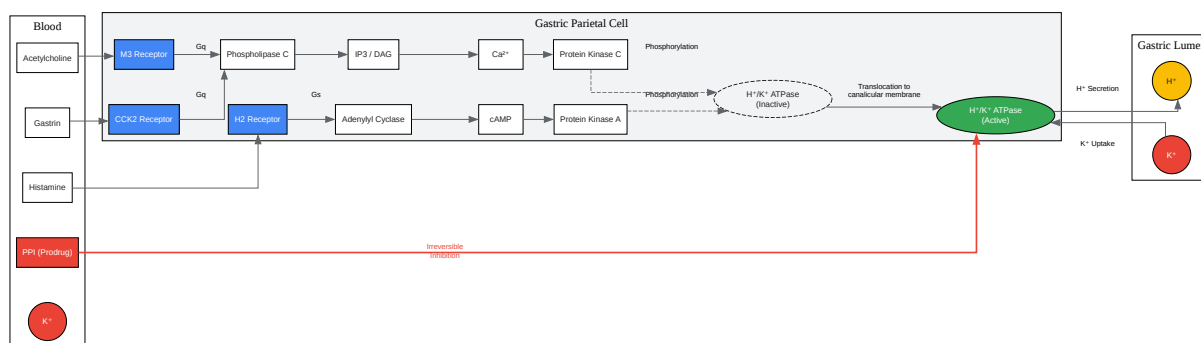 Blood
Gastric Parietal Cell
Gastric Lume
Acetylcholine
M3 Receptor
Gq
Phospholipase C
IP3 / DAG
Ca²⁺
Protein Kinase C
Phosphorylation
H⁺
Gastrin
CCK2 Receptor
Gq
H2 Receptor
Gs
Adenylyl Cyclase
cAMP
Protein Kinase A
Phosphorylation
H⁺/K⁺ ATPase
(Inactive)
Translocation to
canalicular membrane
H⁺/K⁺ ATPase
(Active)
H⁺ Secretion
K⁺ Uptake
K⁺
Histamine
PPI (Prodrug)
Irreversible
Inhibition
K⁺